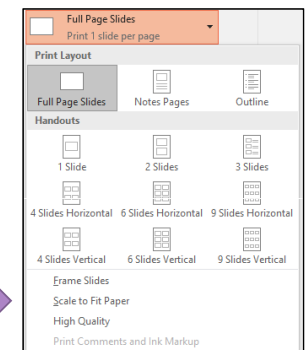 Full Page Slides
Print 1 slide per page
Print Layout
Full Page Slides Notes Pages Outline
Handouts
1 Slide 2 Slides 3 Slides
4 Slides Horizontal 6 Slides Horizontal 9 Slides Horizontal
4 Slides Vertical 6 Slides Vertical 9 Slides Vertical
Frame Slides
Scale to Fit Paper
High Quality
Print Comments and Ink Markup